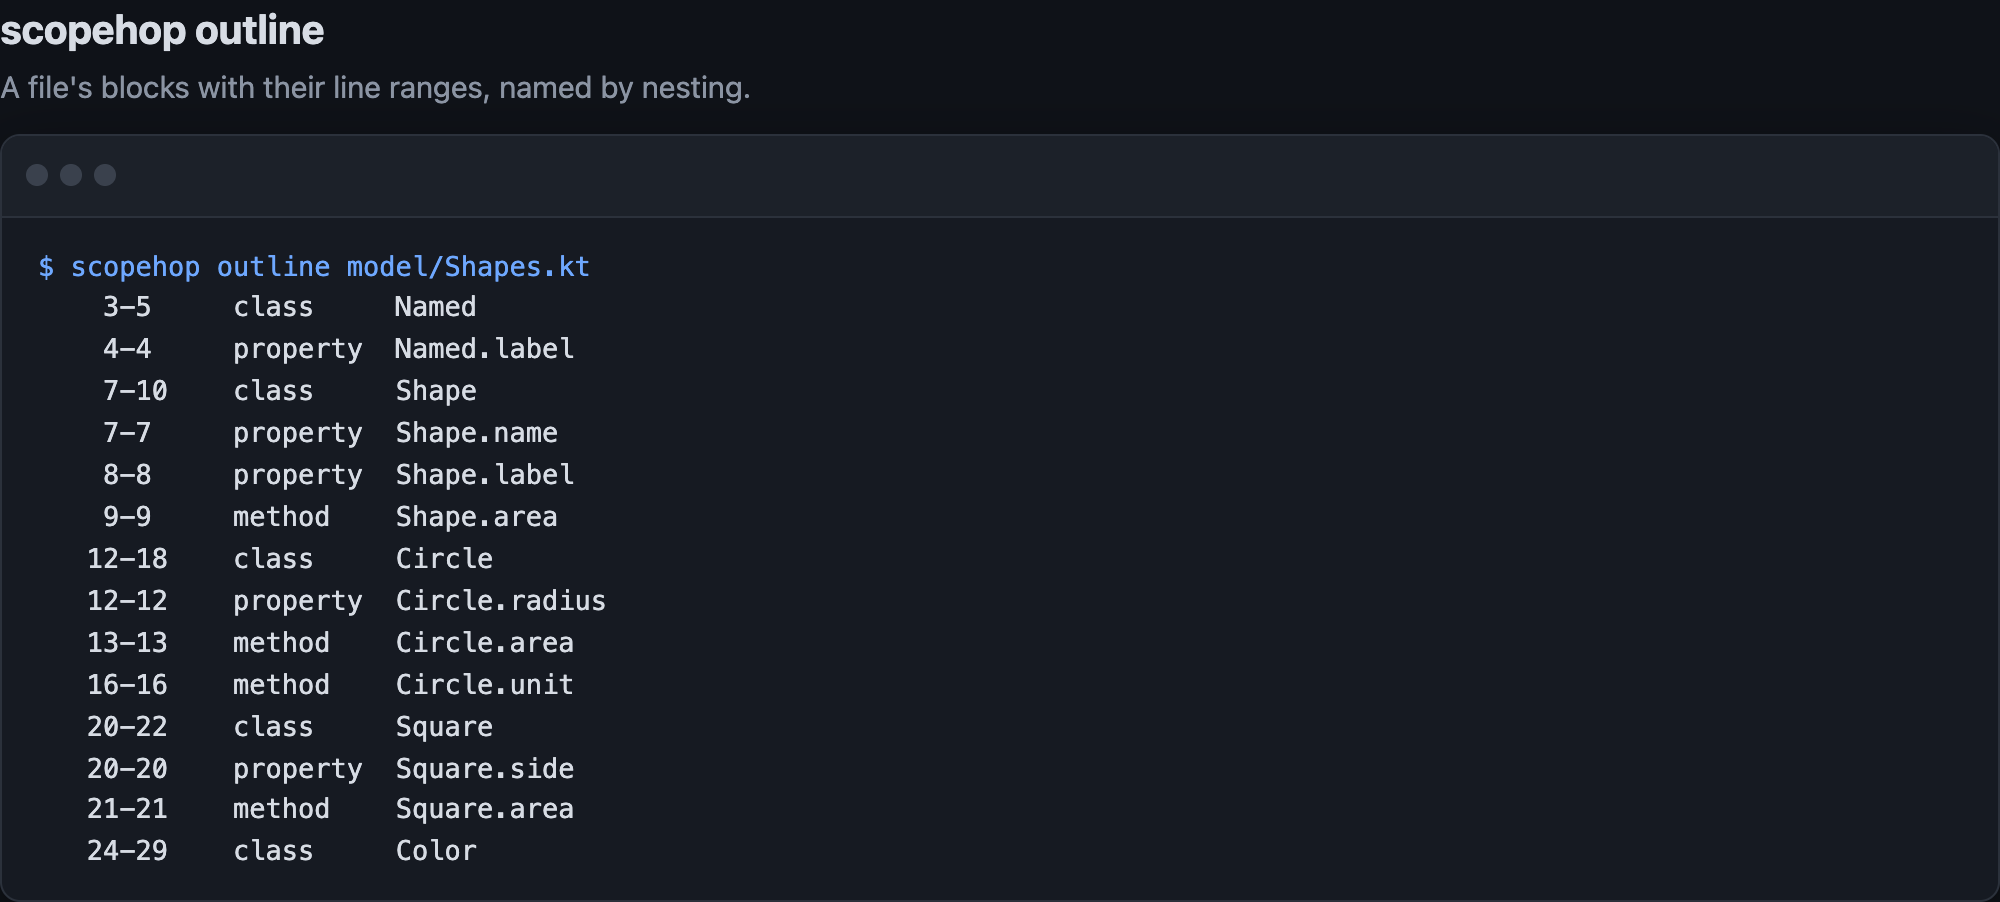 scopehop outline
A file's blocks with their line ranges, named by nesting.
$ scopehop outline model/Shapes.kt
3–5 class Named
4–4 property Named.label
7–10 class Shape
7–7 property Shape.name
8–8 property Shape.label
9–9 method Shape.area
12–18 class Circle
12–12 property Circle.radius
13–13 method Circle.area
16–16 method Circle.unit
20–22 class Square
20–20 property Square.side
21–21 method Square.area
24–29 class Color